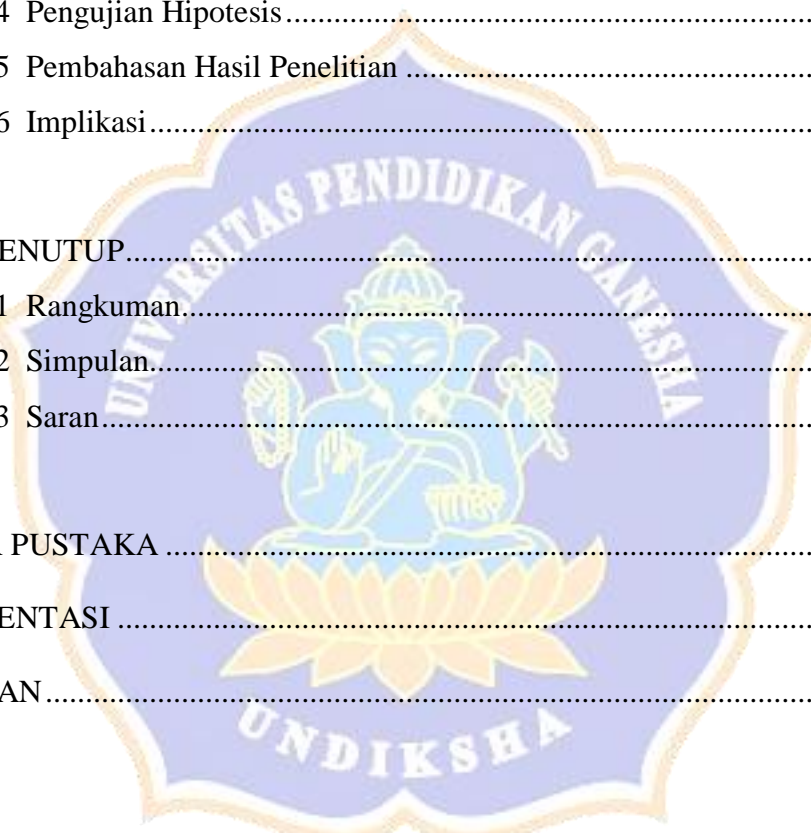 4 Pengujian Hipotesis
5 Pembahasan Hasil Penelitian
6 Implikasi
UNIVERSITAS PENDIDIKAN GANESHA
ENUTUP
1 Rangkuman
2 Simpulan
3 Saran
PUSTAKA
ENTASI
AN
UNDIKSHA